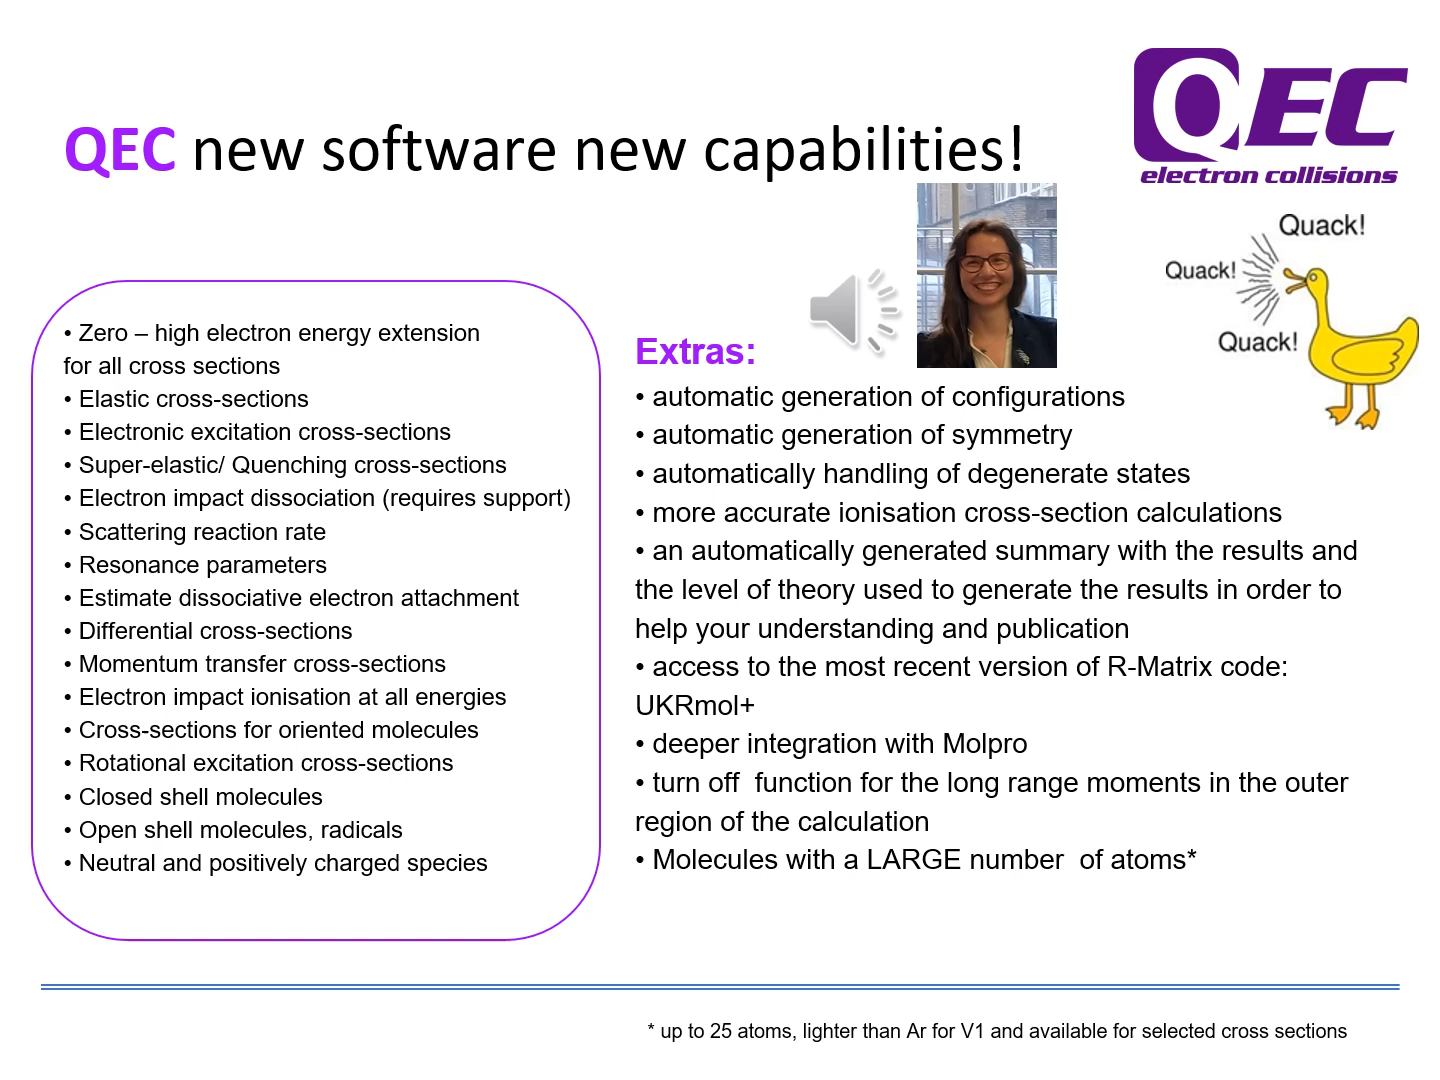 QEC new software new capabilities!
QEC
electron collisions
Quack!
Quack!
Quack!
• Zero – high electron energy extension
for all cross sections
• Elastic cross-sections
• Electronic excitation cross-sections
• Super-elastic/ Quenching cross-sections
• Electron impact dissociation (requires support)
• Scattering reaction rate
• Resonance parameters
• Estimate dissociative electron attachment
• Differential cross-sections
• Momentum transfer cross-sections
• Electron impact ionisation at all energies
• Cross-sections for oriented molecules
• Rotational excitation cross-sections
• Closed shell molecules
• Open shell molecules, radicals
• Neutral and positively charged species
Extras:
• automatic generation of configurations
• automatic generation of symmetry
• automatically handling of degenerate states
• more accurate ionisation cross-section calculations
• an automatically generated summary with the results and
the level of theory used to generate the results in order to
help your understanding and publication
• access to the most recent version of R-Matrix code:
UKRmol+
• deeper integration with Molpro
• turn off  function for the long range moments in the outer
region of the calculation
• Molecules with a LARGE number  of atoms*
* up to 25 atoms, lighter than Ar for V1 and available for selected cross sections